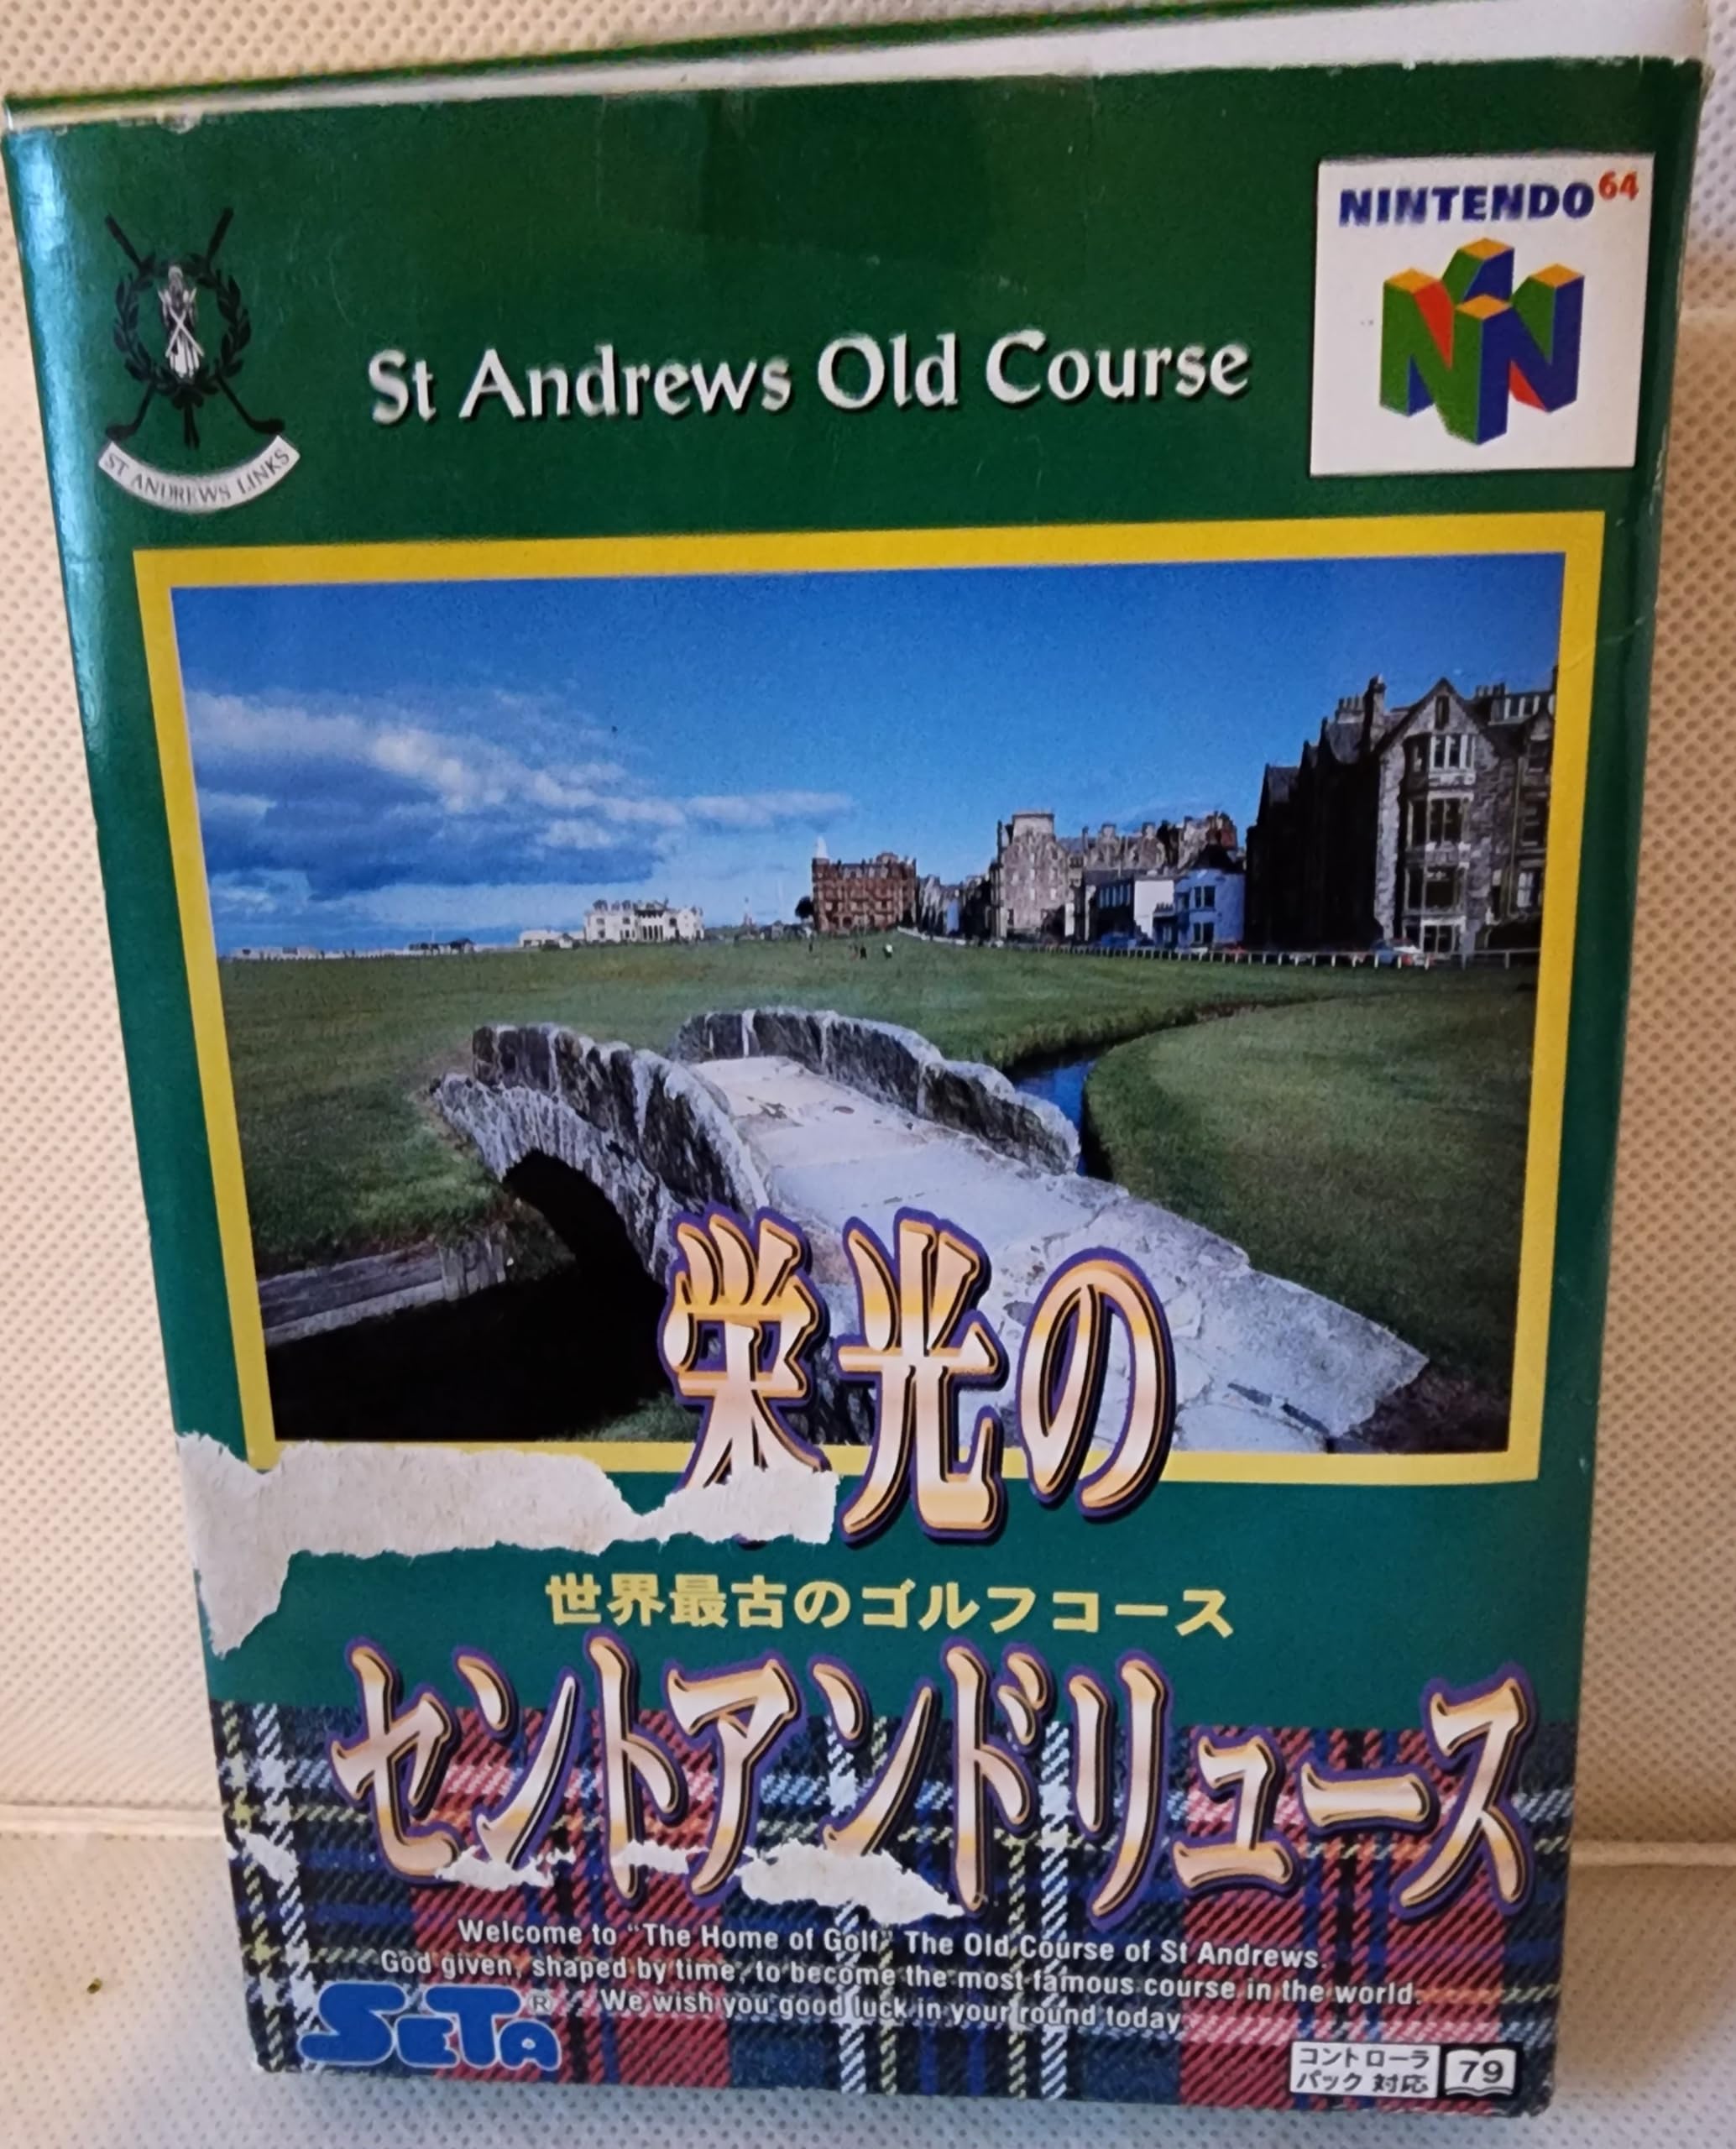 NINTENDO64
St Andrews Old Course
ST ANDREWS LINKS
栄光の
世界最古のゴルフコース
セントアンドリュース
Welcome to "The Home of Golf," The Old Course of St Andrews.
God given, shaped by time, to become the most famous course in the world.
We wish you good luck in your round today.
SETA®
コントローラ
パック 対応
79